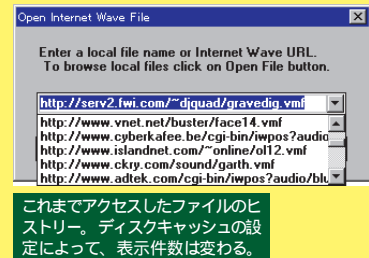 Open Internet Wave File
Enter a local file name or Internet Wave URL.
To browse local files click on Open File button.
http://serv2.fwi.com/~djquad/gravedig.vmf
http://www.vnet.net/buster/face14.vmf
http://www.cyberkafee.be/cgi-bin/iwpos?audio
http://www.islandnet.com/~online/ol12.vmf
http://www.ckry.com/sound/garth.vmf
http://www.adtek.com/cgi-bin/iwpos?audio/blu
これまでアクセスしたファイルのヒ
ストリー。ディスクキャッシュの設
定によって、表示件数は変わる。